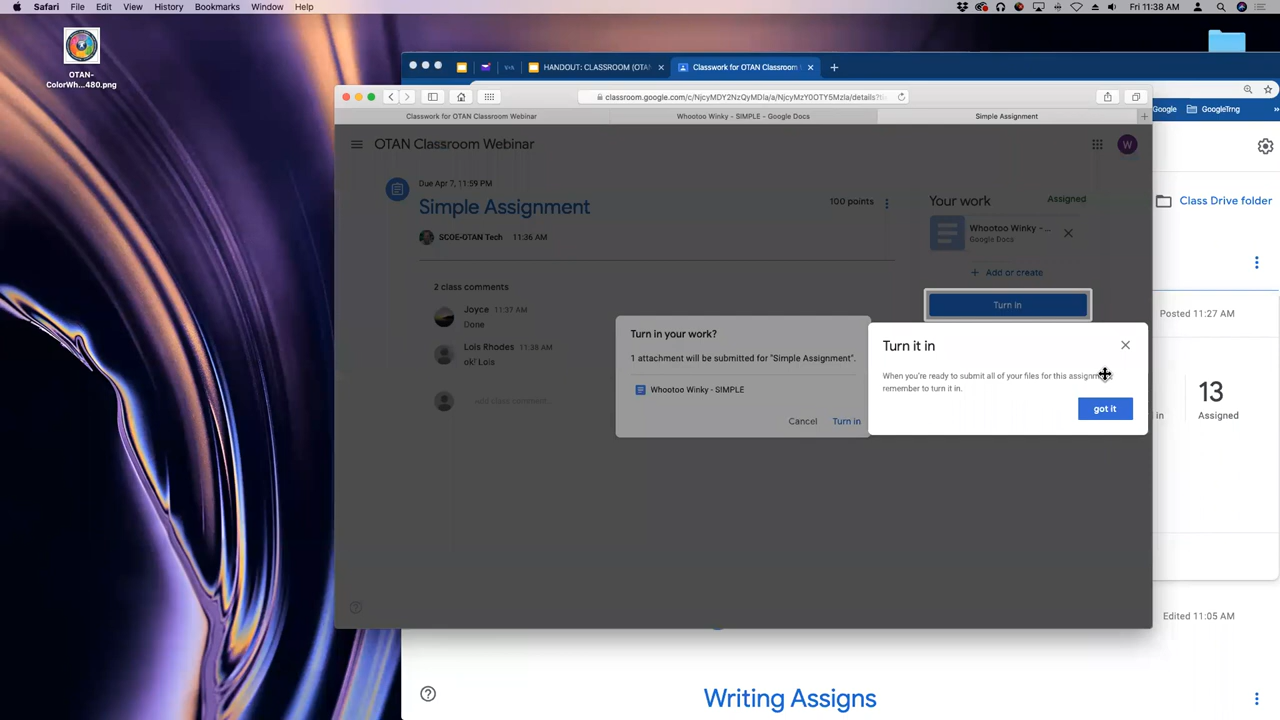 Safari File Edit View History Bookmarks Window Help
Fri 11:38 AM
OTAN-
ColorWh...480.png
HANDOUT: CLASSROOM (OTA
Classwork for OTAN Classroom
classroom.google.com/c/NjcyMDY2NzQyMDIa/a/NjcyMzY0OTY5MzIa/details?
Google
GoogleTrng
Classwork for OTAN Classroom Webinar
Whootoo Winky - SIMPLE - Google Docs
Simple Assignment
OTAN Classroom Webinar
W
Due Apr 7, 11:59 PM
Simple Assignment
100 points
SCOE-OTAN Tech 11:36 AM
Your work
Assigned
Whootoo Winky - ...
Google Docs
+ Add or create
Turn in
Class Drive folder
2 class comments
Joyce 11:37 AM
Done
Lois Rhodes 11:38 AM
ok! Lois
Add class comment...
Turn in your work?
1 attachment will be submitted for "Simple Assignment".
Whootoo Winky - SIMPLE
Cancel
Turn in
Turn it in
When you're ready to submit all of your files for this
remember to turn it in.
got it
Posted 11:27 AM
13
in
Assigned
Edited 11:05 AM
Writing Assigns